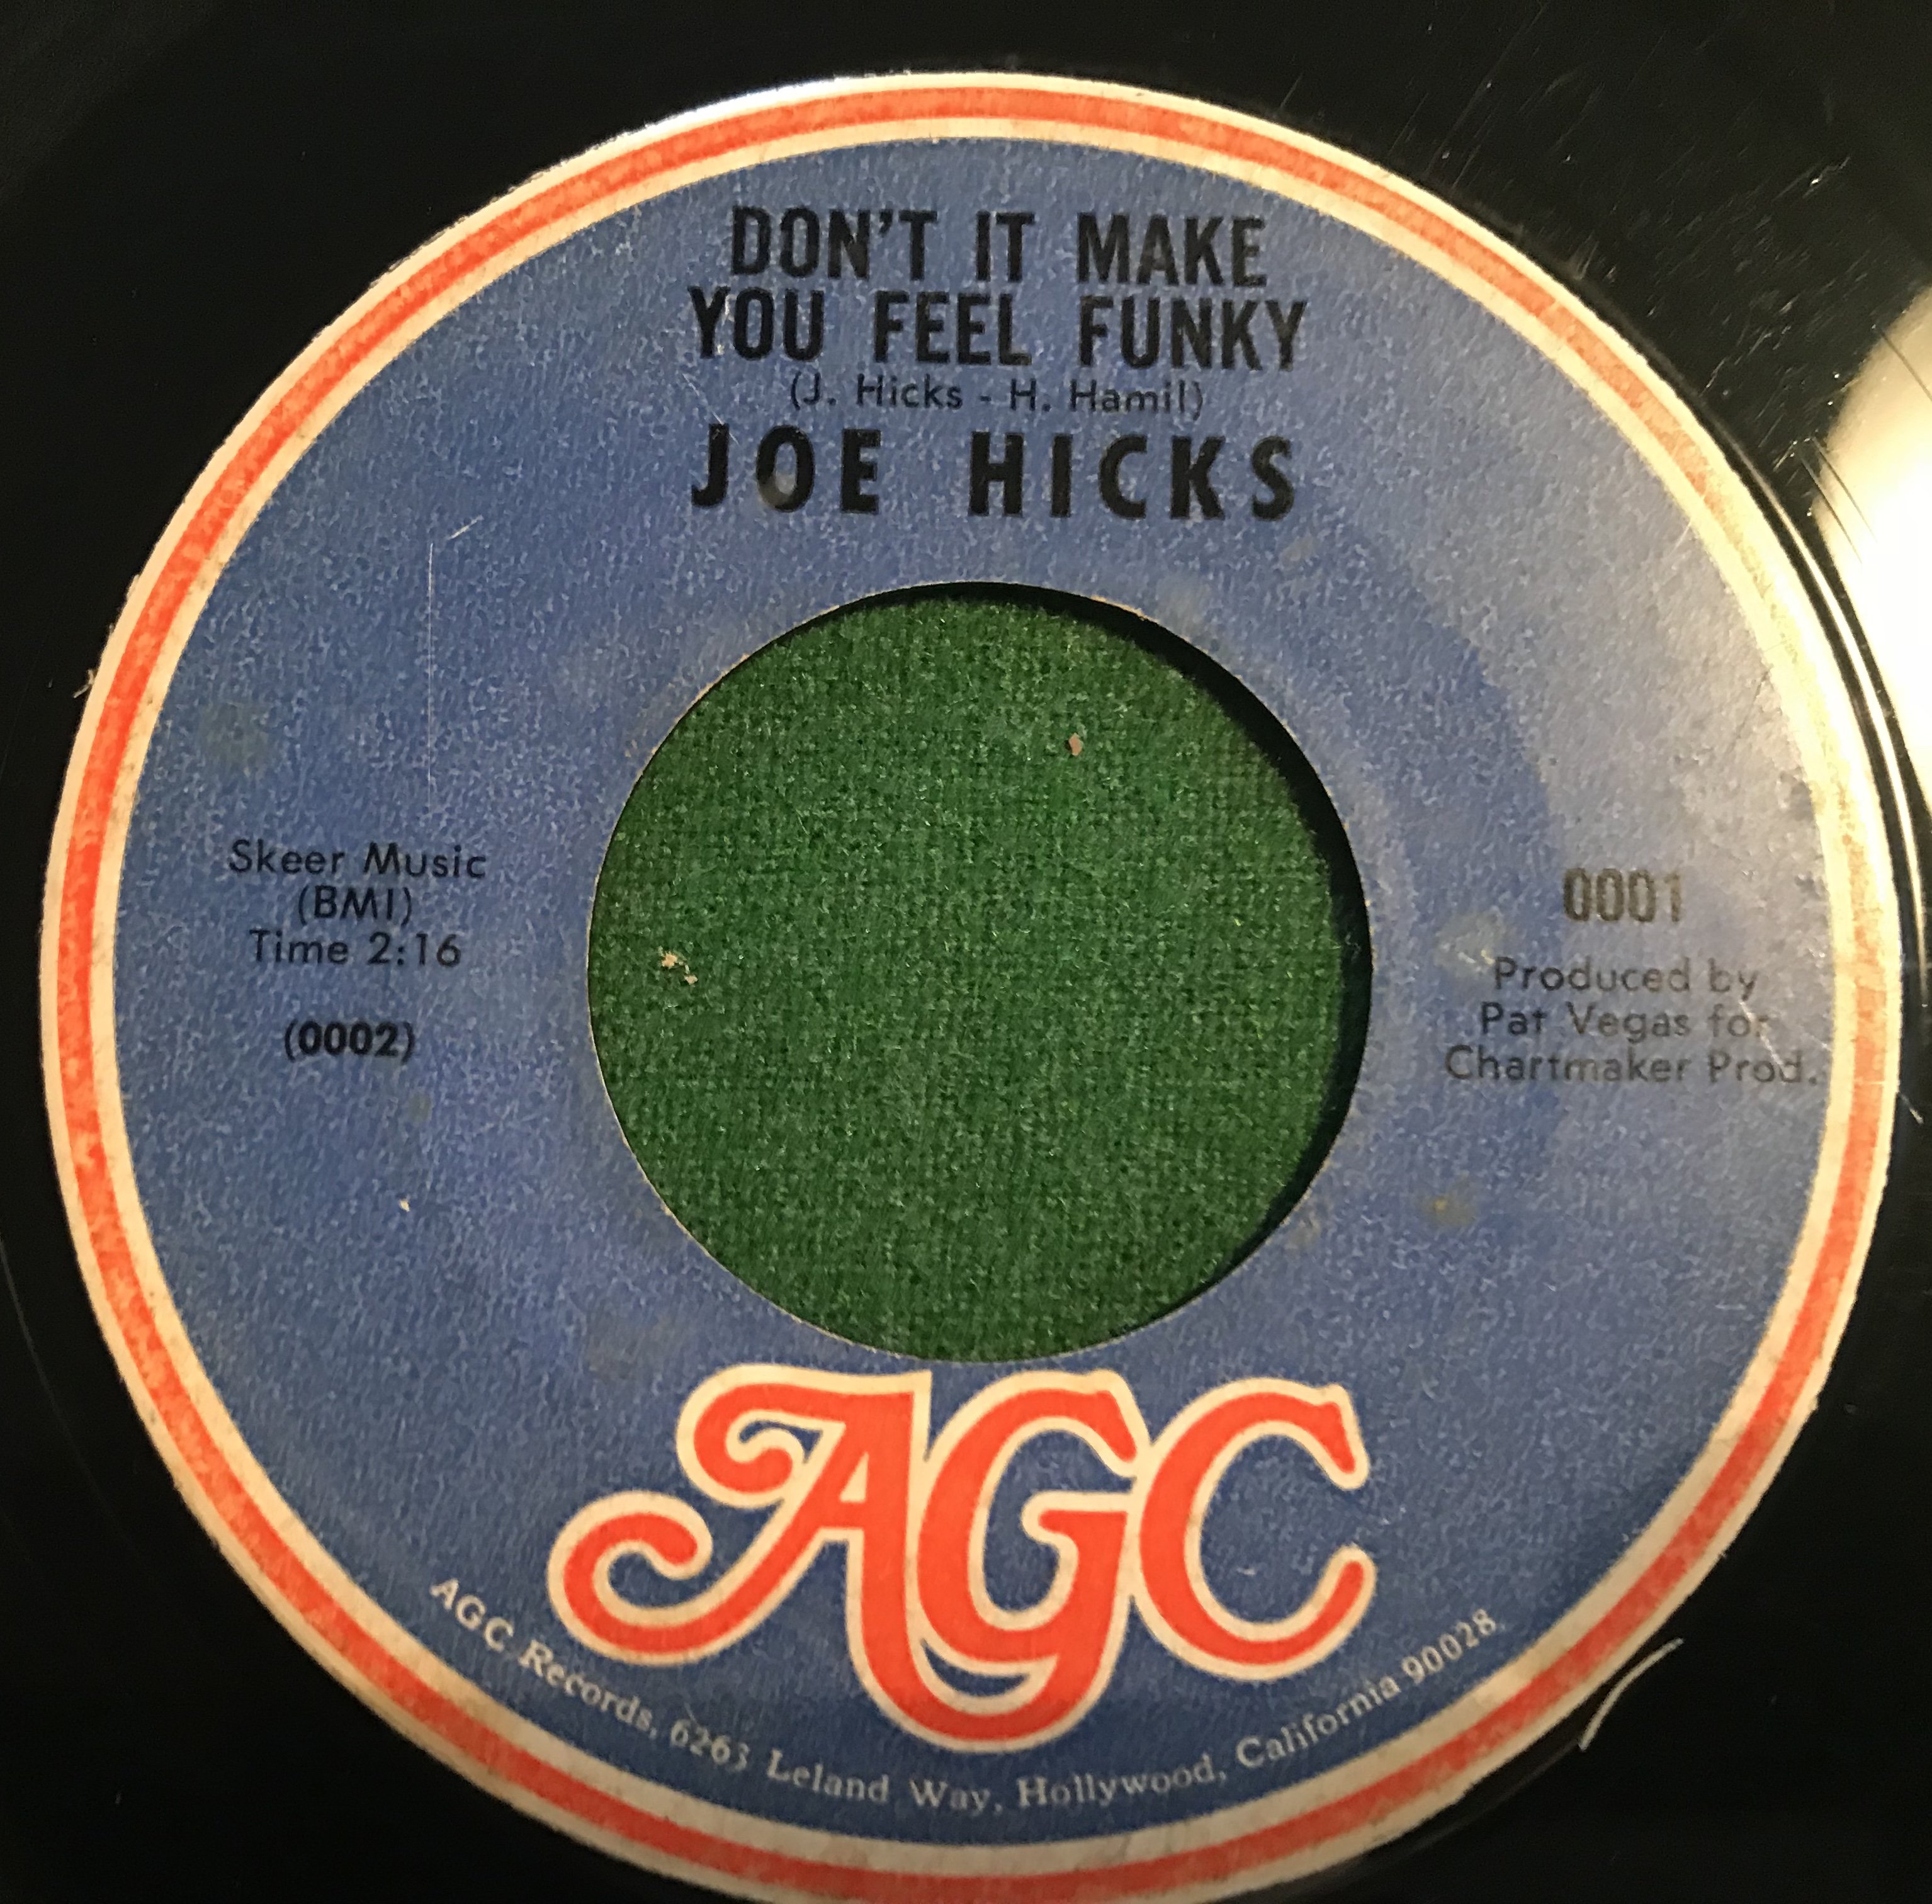 DON'T IT MAKE
YOU FEEL FUNKY
(J. Hicks - H. Hamil)
JOE HICKS
Skeer Music
(BMI)
Time 2:16
(0002)
0001
Produced by
Pat Vegas for
Chartmaker Prod.
AGC
AGC Records, 6263 Leland Way, Hollywood, California 90028